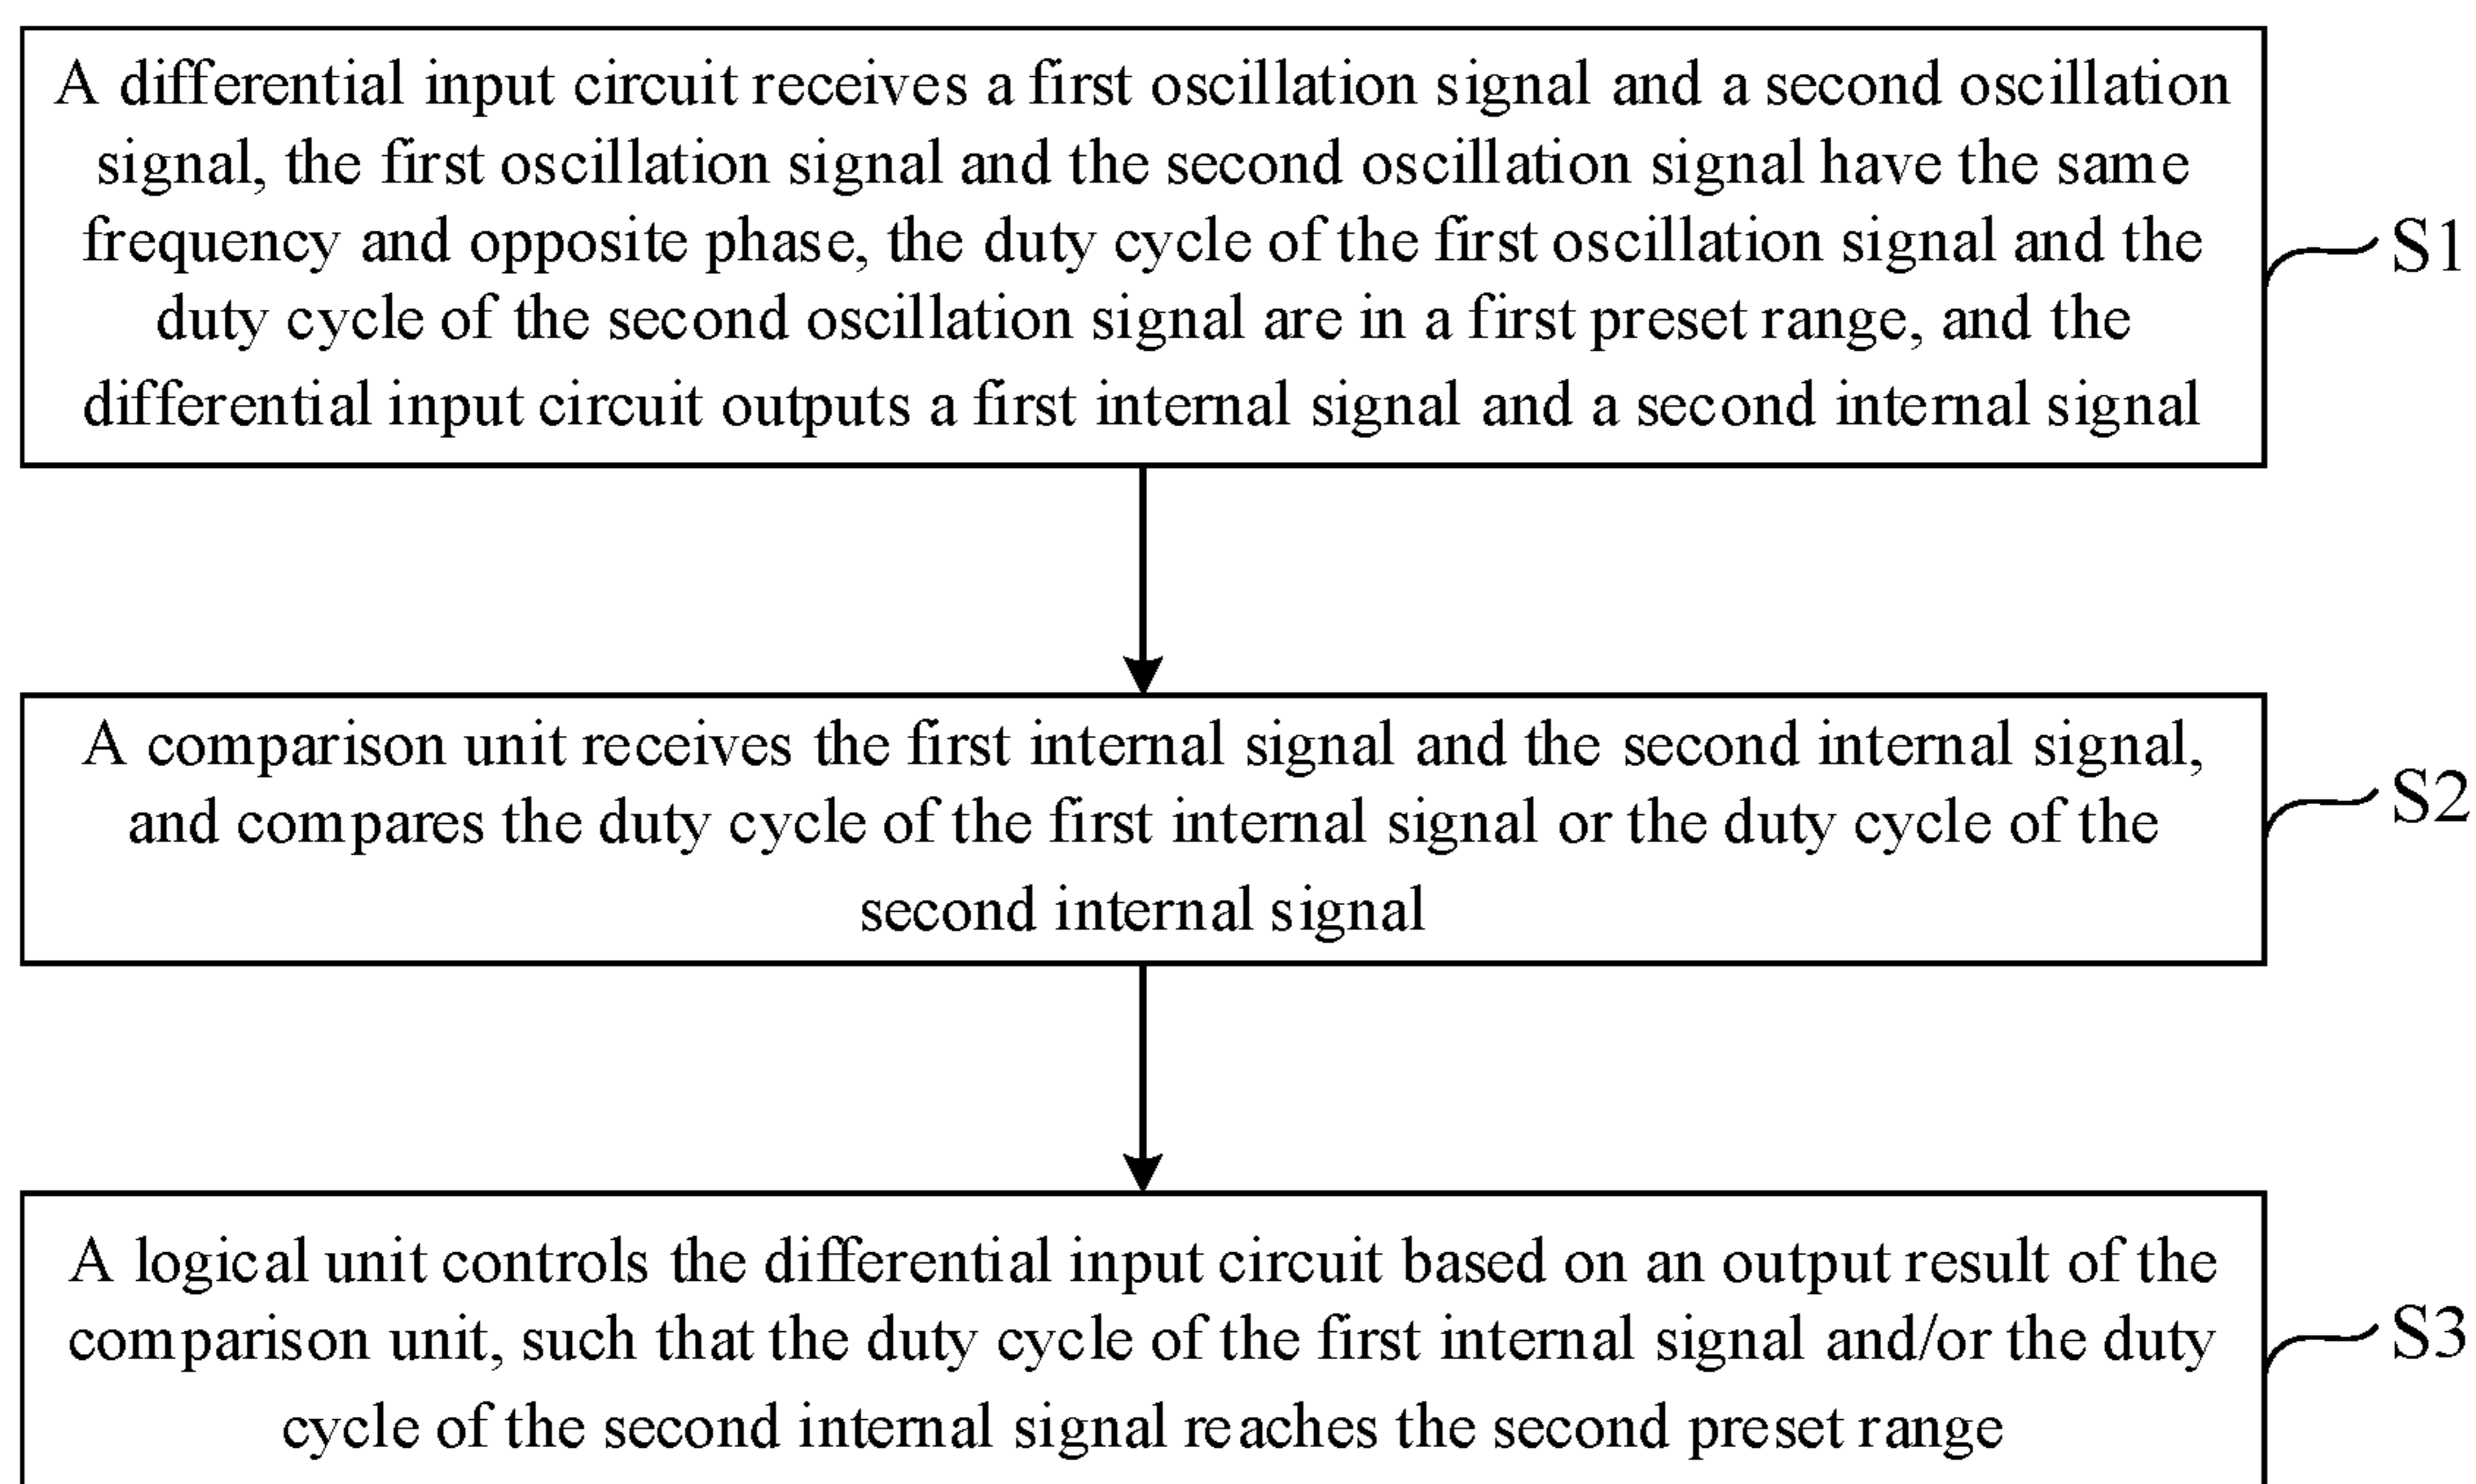 A differential input circuit receives a first oscillation signal and a second oscillation
signal, the first oscillation signal and the second oscillation signal have the same
frequency and opposite phase, the duty cycle of the first oscillation signal and the
duty cycle of the second oscillation signal are in a first preset range, and the
differential input circuit outputs a first internal signal and a second internal signal
S1
A comparison unit receives the first internal signal and the second internal signal,
and compares the duty cycle of the first internal signal or the duty cycle of the
second internal signal
S2
A logical unit controls the differential input circuit based on an output result of the
comparison unit, such that the duty cycle of the first internal signal and/or the duty
cycle of the second internal signal reaches the second preset range
S3